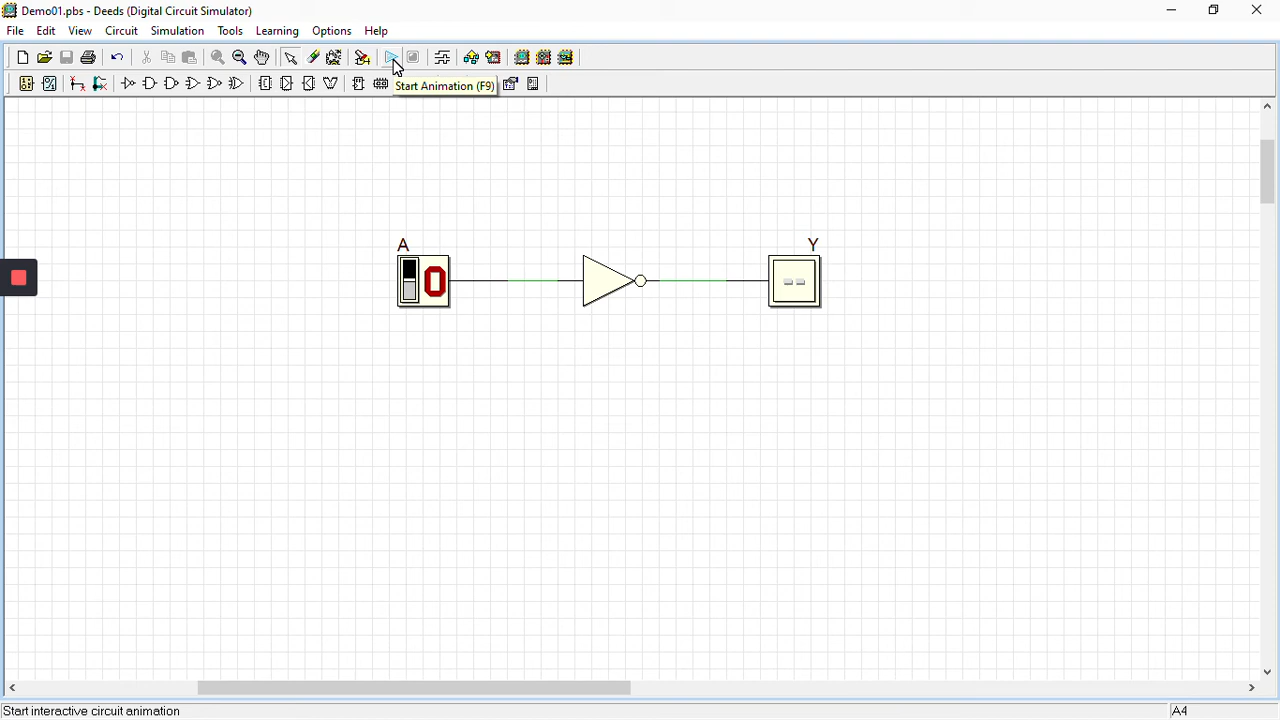 Demo01.pbs - Deeds (Digital Circuit Simulator)
File Edit View Circuit Simulation Tools Learning Options Help
Start Animation (F9)
A
Y
0
--
Start interactive circuit animation
A4